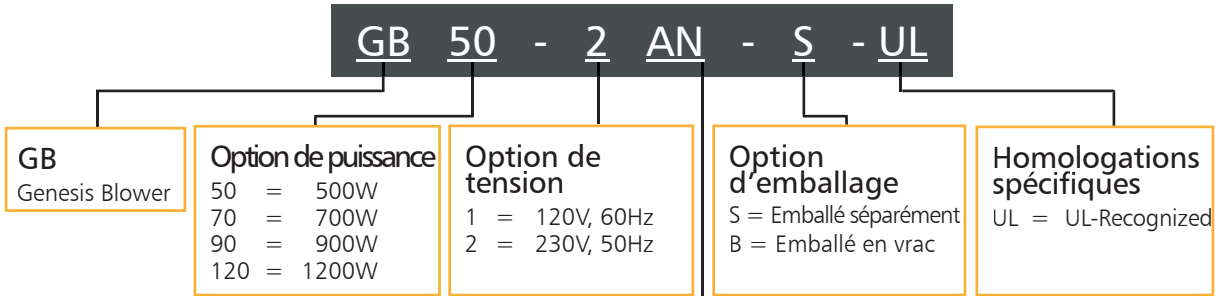 GB 50 - 2 AN - S - UL
GB
Genesis Blower
Option de puissance
50 = 500W
70 = 700W
90 = 900W
120 = 1200W
Option de
tension
1 = 120V, 60Hz
2 = 230V, 50Hz
Option
d'emballage
S = Emballé séparément
B = Emballé en vrac
Homologations
spécifiques
UL = UL-Recognized